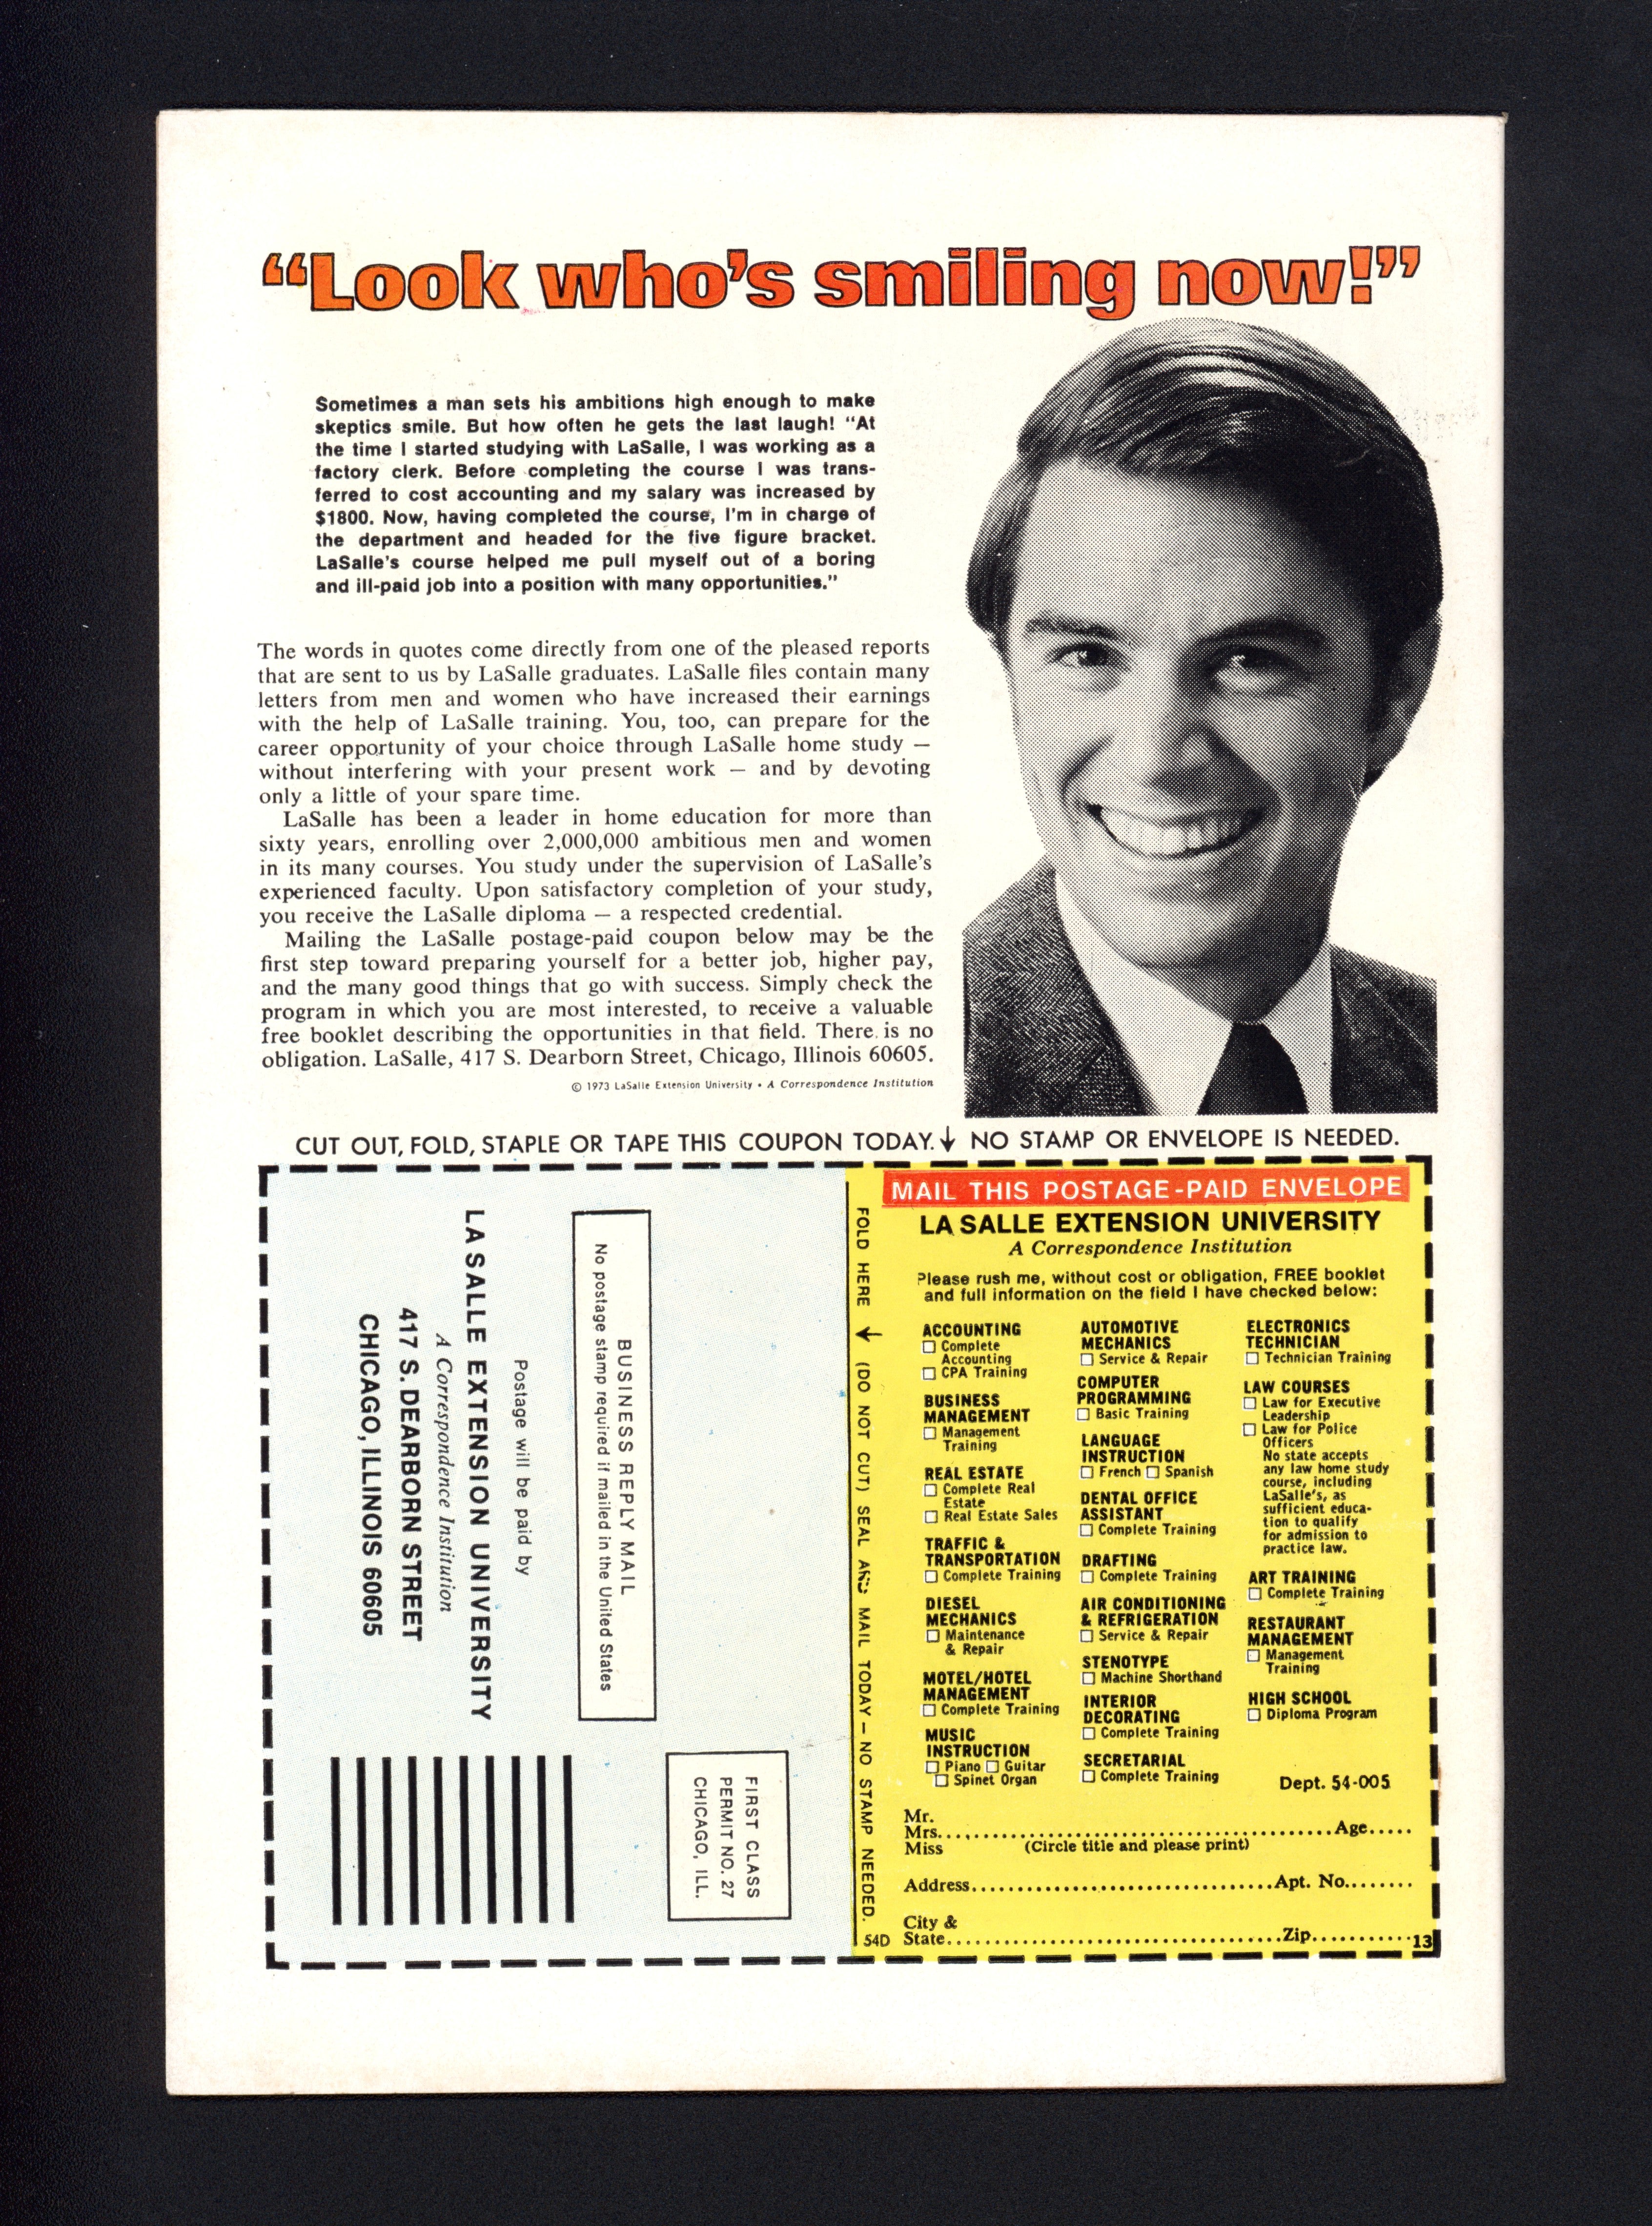 “Look who’s smiling now!”
Sometimes a man sets his ambitions high enough to make
skeptics smile. But how often he gets the last laugh! “At
the time I started studying with LaSalle, I was working as a
factory clerk. Before completing the course I was trans-
ferred to cost accounting and my salary was increased by
$1800. Now, having completed the course, I’m in charge of
the department and headed for the five figure bracket.
LaSalle’s course helped me pull myself out of a boring
and ill-paid job into a position with many opportunities.”
The words in quotes come directly from one of the pleased reports
that are sent to us by LaSalle graduates. LaSalle files contain many
letters from men and women who have increased their earnings
with the help of LaSalle training. You, too, can prepare for the
career opportunity of your choice through LaSalle home study —
without interfering with your present work — and by devoting
only a little of your spare time.
LaSalle has been a leader in home education for more than
sixty years, enrolling over 2,000,000 ambitious men and women
in its many courses. You study under the supervision of LaSalle’s
experienced faculty. Upon satisfactory completion of your study,
you receive the LaSalle diploma — a respected credential.
Mailing the LaSalle postage-paid coupon below may be the
first step toward preparing yourself for a better job, higher pay,
and the many good things that go with success. Simply check the
program in which you are most interested, to receive a valuable
free booklet describing the opportunities in that field. There is no
obligation. LaSalle, 417 S. Dearborn Street, Chicago, Illinois 60605.
© 1973 LaSalle Extension University • A Correspondence Institution
CUT OUT, FOLD, STAPLE OR TAPE THIS COUPON TODAY.↓ NO STAMP OR ENVELOPE IS NEEDED.
FIRST CLASS
PERMIT NO. 27
CHICAGO, ILL.
BUSINESS REPLY MAIL
No postage stamp required if mailed in the United States
Postage will be paid by
LA SALLE EXTENSION UNIVERSITY
A Correspondence Institution
417 S. DEARBORN STREET
CHICAGO, ILLINOIS 60605
FOLD HERE ↓ (DO NOT CUT) SEAL AND MAIL TODAY – NO STAMP NEEDED.
MAIL THIS POSTAGE-PAID ENVELOPE
LA SALLE EXTENSION UNIVERSITY
A Correspondence Institution
Please rush me, without cost or obligation, FREE booklet
and full information on the field I have checked below:
ACCOUNTING
☐ Complete
Accounting
☐ CPA Training
BUSINESS
MANAGEMENT
☐ Management
Training
REAL ESTATE
☐ Complete Real
Estate
☐ Real Estate Sales
TRAFFIC &
TRANSPORTATION
☐ Complete Training
DIESEL
MECHANICS
☐ Maintenance
& Repair
MOTEL/HOTEL
MANAGEMENT
☐ Complete Training
MUSIC
INSTRUCTION
☐ Piano ☐ Guitar
☐ Spinet Organ
AUTOMOTIVE
MECHANICS
☐ Service & Repair
COMPUTER
PROGRAMMING
☐ Basic Training
LANGUAGE
INSTRUCTION
☐ French ☐ Spanish
DENTAL OFFICE
ASSISTANT
☐ Complete Training
DRAFTING
☐ Complete Training
AIR CONDITIONING
& REFRIGERATION
☐ Service & Repair
STENOTYPE
☐ Machine Shorthand
INTERIOR
DECORATING
☐ Complete Training
SECRETARIAL
☐ Complete Training
ELECTRONICS
TECHNICIAN
☐ Technician Training
LAW COURSES
☐ Law for Executive
Leadership
☐ Law for Police
Officers
No state accepts
any law home study
course, including
LaSalle’s, as
sufficient educa-
tion to qualify
for admission to
practice law.
ART TRAINING
☐ Complete Training
RESTAURANT
MANAGEMENT
☐ Management
Training
HIGH SCHOOL
☐ Diploma Program
Dept. 54-005
Mr.
Mrs. ........................................ Age.....
Miss (Circle title and please print)
Address................................ Apt. No........
City &
State.................................. Zip...........
54D
13